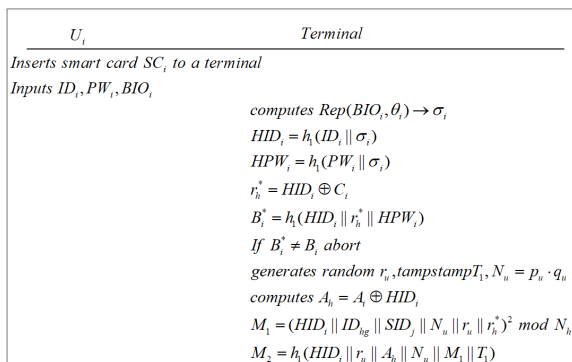 U_i Terminal
Inserts smart card SC_i to a terminal
Inputs ID_i, PW_i, BIO_i
computes Rep(BIO_i, θ_i) → σ_i
HID_i = h_1(ID_i || σ_i)
HPW_i = h_1(PW_i || σ_i)
r_h^* = HID_i ⊕ C_i
B_i^* = h_1(HID_i || r_h^* || HPW_i)
If B_i^* ≠ B_i abort
generates random r_u, tampstampT_1, N_u = p_u · q_u
computes A_h = A_i ⊕ HID_i
M_1 = (HID_i || ID_hg || SID_j || N_u || r_u || r_h^*)^2 mod N_h
M_2 = h_1(HID_i || r_u || A_h || N_u || M_1 || T_1)